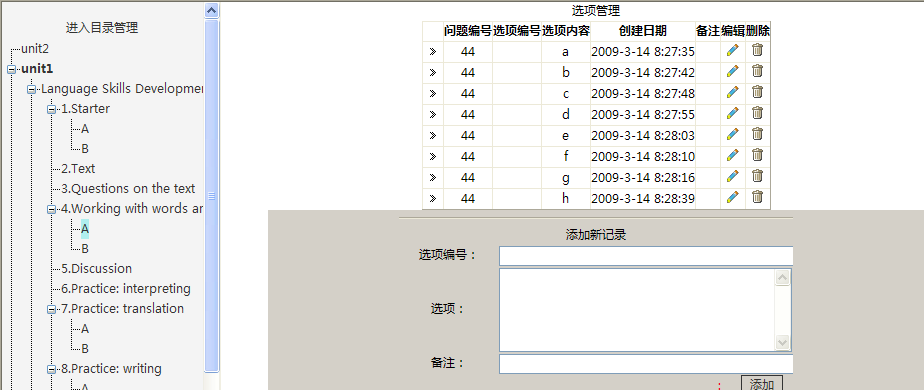 进入目录管理
unit2
unit1
Language Skills Developmen
1.Starter
A
B
2.Text
3.Questions on the text
4.Working with words an
A
B
5.Discussion
6.Practice: interpreting
7.Practice: translation
A
B
8.Practice: writing
A
选项管理
问题编号 选项编号 选项内容 创建日期 备注 编辑 删除
44 a 2009-3-14 8:27:35
44 b 2009-3-14 8:27:42
44 c 2009-3-14 8:27:48
44 d 2009-3-14 8:27:55
44 e 2009-3-14 8:28:03
44 f 2009-3-14 8:28:10
44 g 2009-3-14 8:28:16
44 h 2009-3-14 8:28:39
添加新记录
选项编号：
选项：
备注：
： 添加